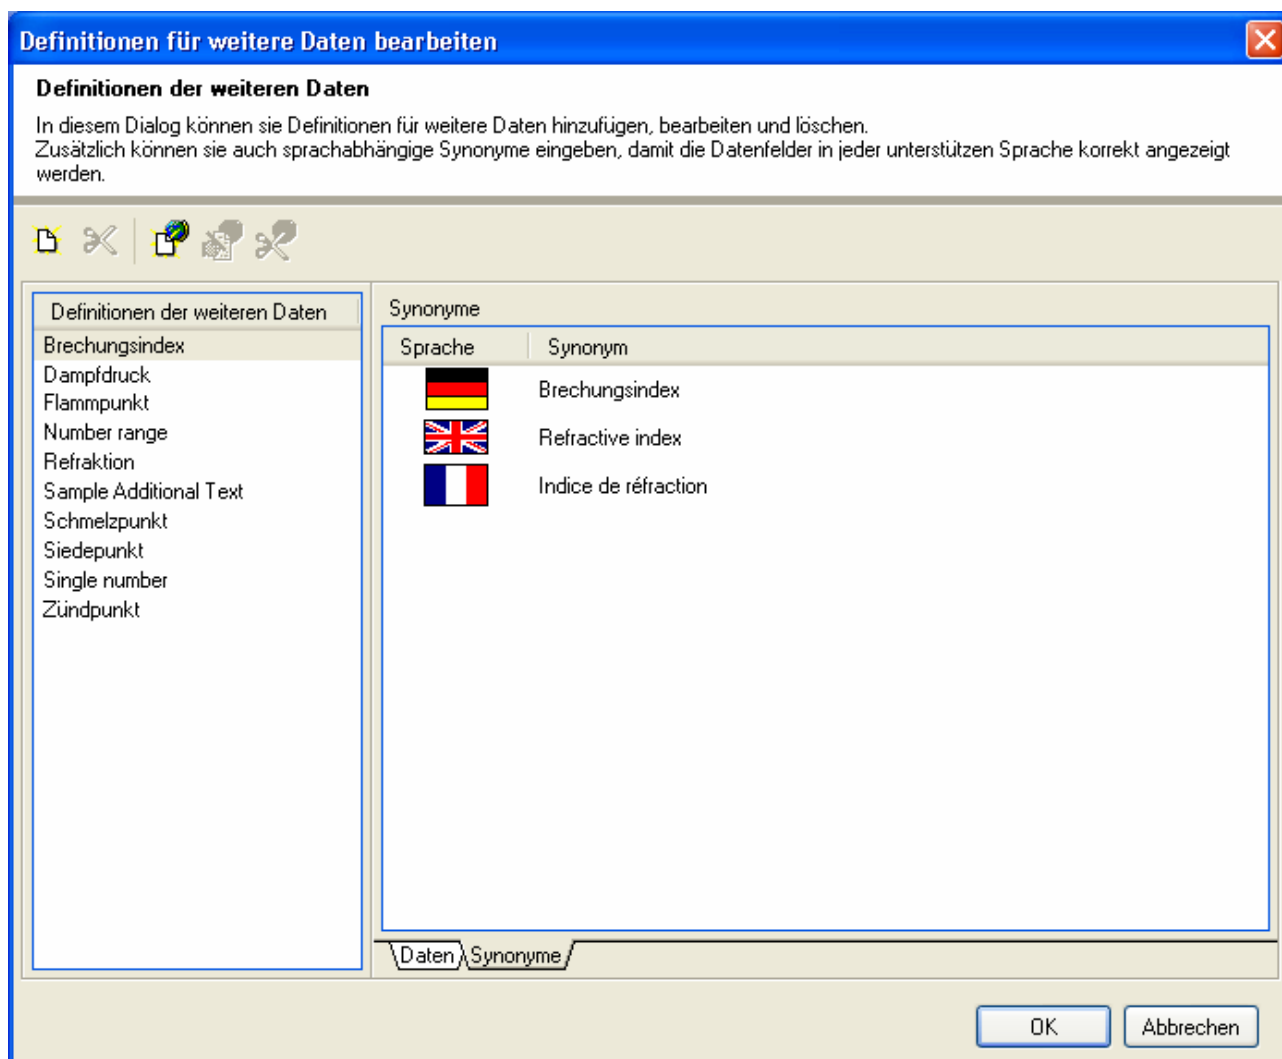 Definitionen für weitere Daten bearbeiten
Definitionen der weiteren Daten
In diesem Dialog können sie Definitionen für weitere Daten hinzufügen, bearbeiten und löschen.
Zusätzlich können sie auch sprachabhängige Synonyme eingeben, damit die Datenfelder in jeder unterstützen Sprache korrekt angezeigt
werden.
Definitionen der weiteren Daten
Brechungsindex
Dampfdruck
Flammpunkt
Number range
Refraktion
Sample Additional Text
Schmelzpunkt
Siedepunkt
Single number
Zündpunkt
Synonyme
Sprache Synonym
Brechungsindex
Refractive index
Indice de réfraction
Daten Synonyme
OK Abbrechen